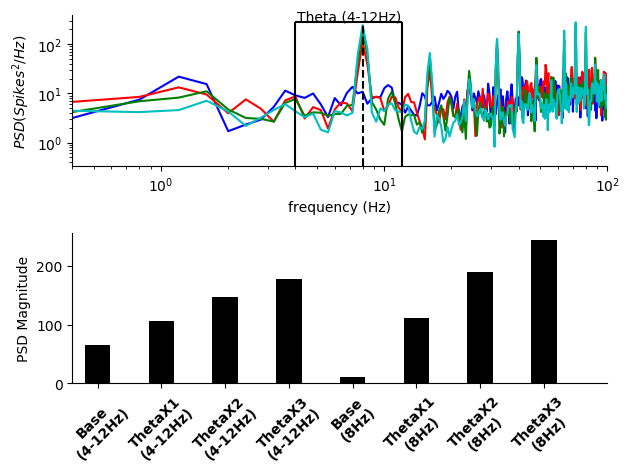 Theta (4-12Hz)
PSD(Spikes²/Hz)
10²
10¹
10⁰
10⁰ 10¹ 10²
frequency (Hz)
PSD Magnitude
200
100
0
Base
(4-12Hz)
ThetaX1
(4-12Hz)
ThetaX2
(4-12Hz)
ThetaX3
(4-12Hz)
Base
(8Hz)
ThetaX1
(8Hz)
ThetaX2
(8Hz)
ThetaX3
(8Hz)